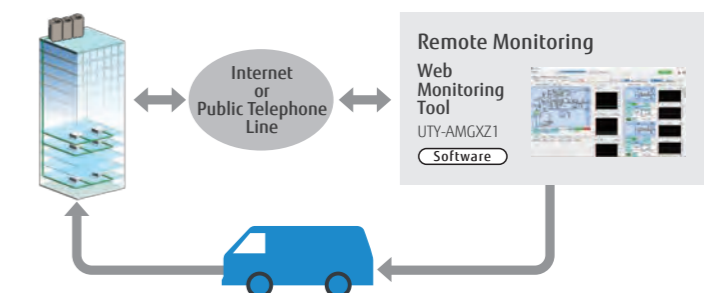 Internet
or
Public Telephone
Line
Remote Monitoring
Web
Monitoring
Tool
UTY-AMGXZ1
Software